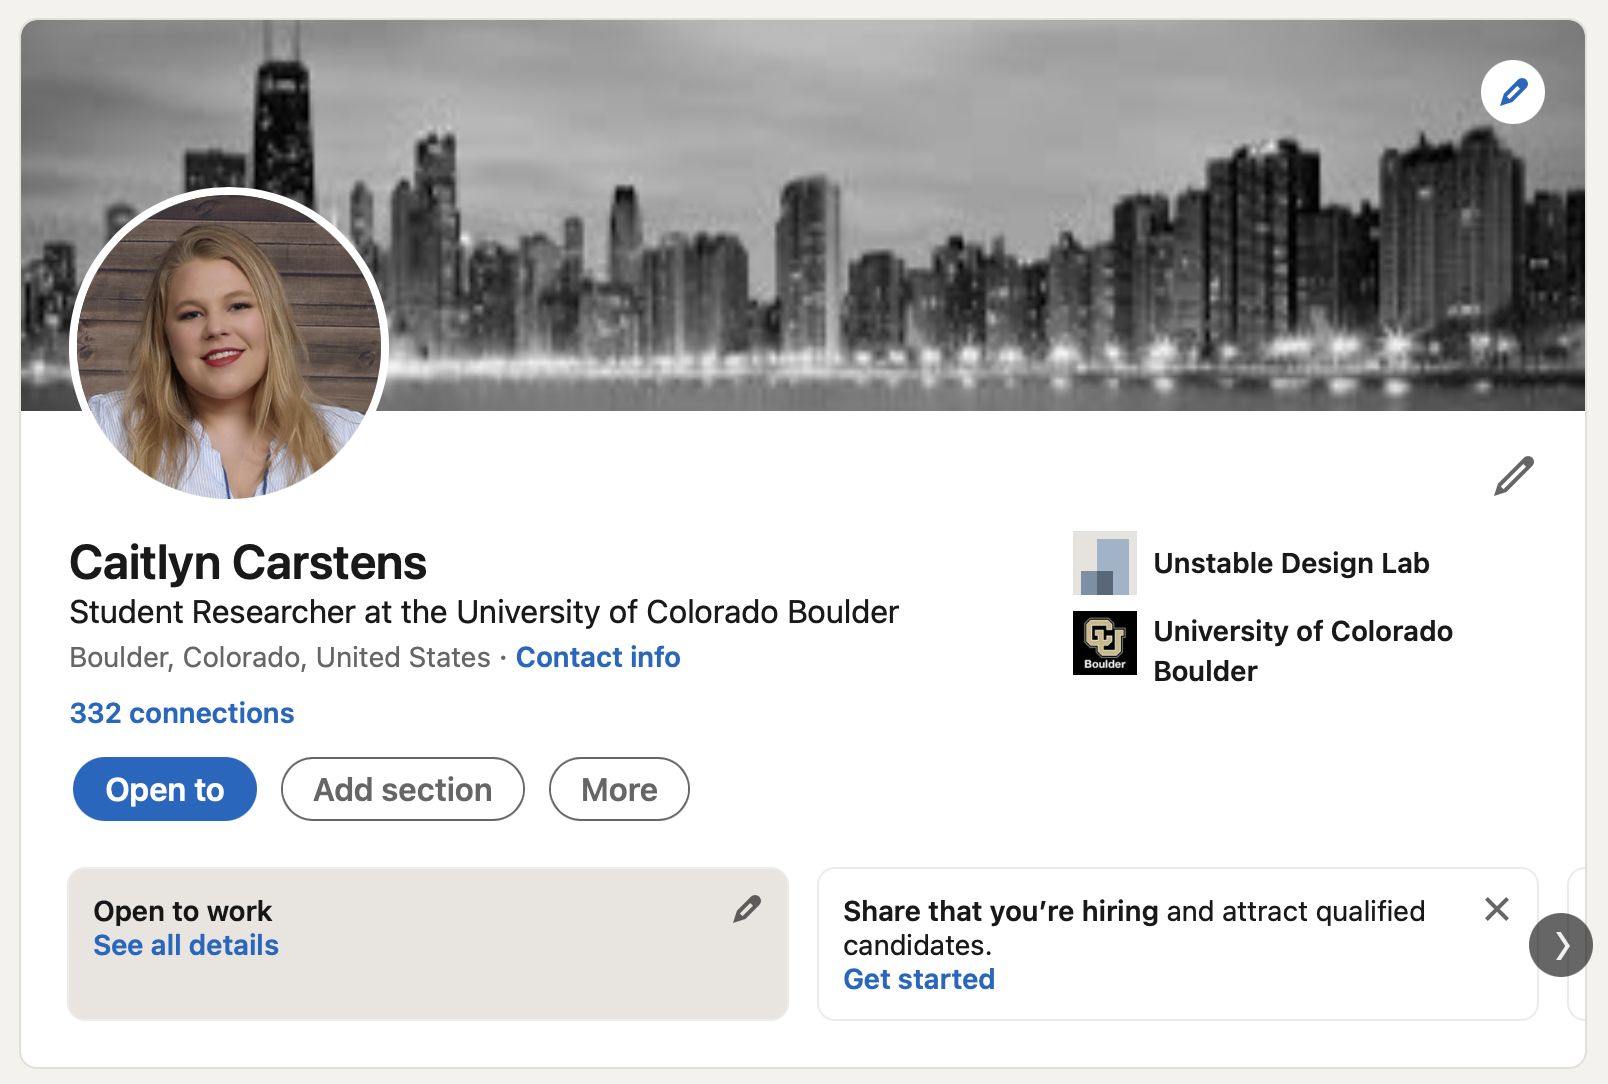 Caitlyn Carstens
Student Researcher at the University of Colorado Boulder
Boulder, Colorado, United States · Contact info
332 connections
Open to
Add section
More
Unstable Design Lab
CU
Boulder
University of Colorado
Boulder
Open to work
See all details
Share that you’re hiring and attract qualified
candidates.
Get started